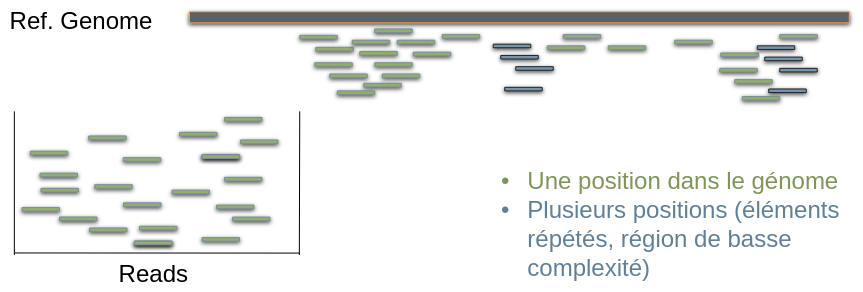 Ref. Genome
• Une position dans le génome
• Plusieurs positions (éléments
répétés, région de basse
complexité)
Reads